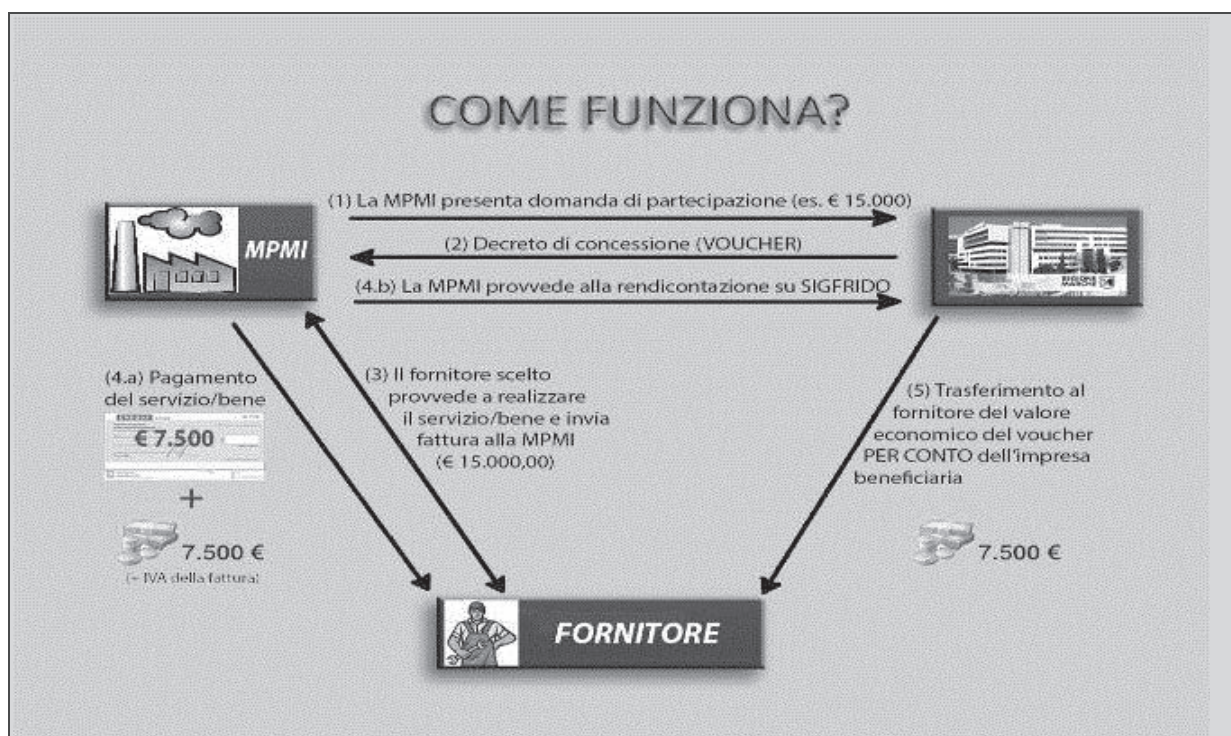 COME FUNZIONA?
(1) La MPMI presenta domanda di partecipazione (es. € 15.000)
MPMI
(2) Decreto di concessione (VOUCHER)
(4.b) La MPMI provvede alla rendicontazione su SIGFRIDO
REGIONE
MARCHE
(4.a) Pagamento
del servizio/bene
€ 7.500
+
7.500 €
(+ IVA della fattura)
(3) Il fornitore scelto
provvede a realizzare
il servizio/bene e invia
fattura alla MPMI
(€ 15.000,00)
(5) Trasferimento al
fornitore del valore
economico del voucher
PER CONTO dell'impresa
beneficiaria
7.500 €
FORNITORE